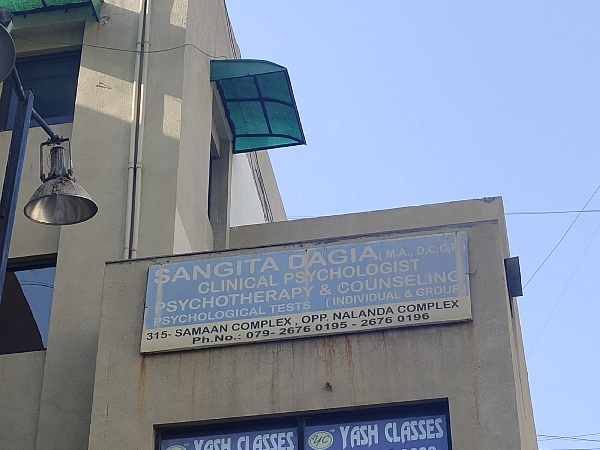 SANGITA DAGIA (M.A., D.C.G.P.)
CLINICAL PSYCHOLOGIST
PSYCHOTHERAPY & COUNSELING
PSYCHOLOGICAL TESTS (INDIVIDUAL & GROUP)
315- SAMAAN COMPLEX, OPP. NALANDA COMPLEX
Ph.No.: 079- 2676 0195 - 2676 0196
YASH CLASSES
YC YASH CLASSES